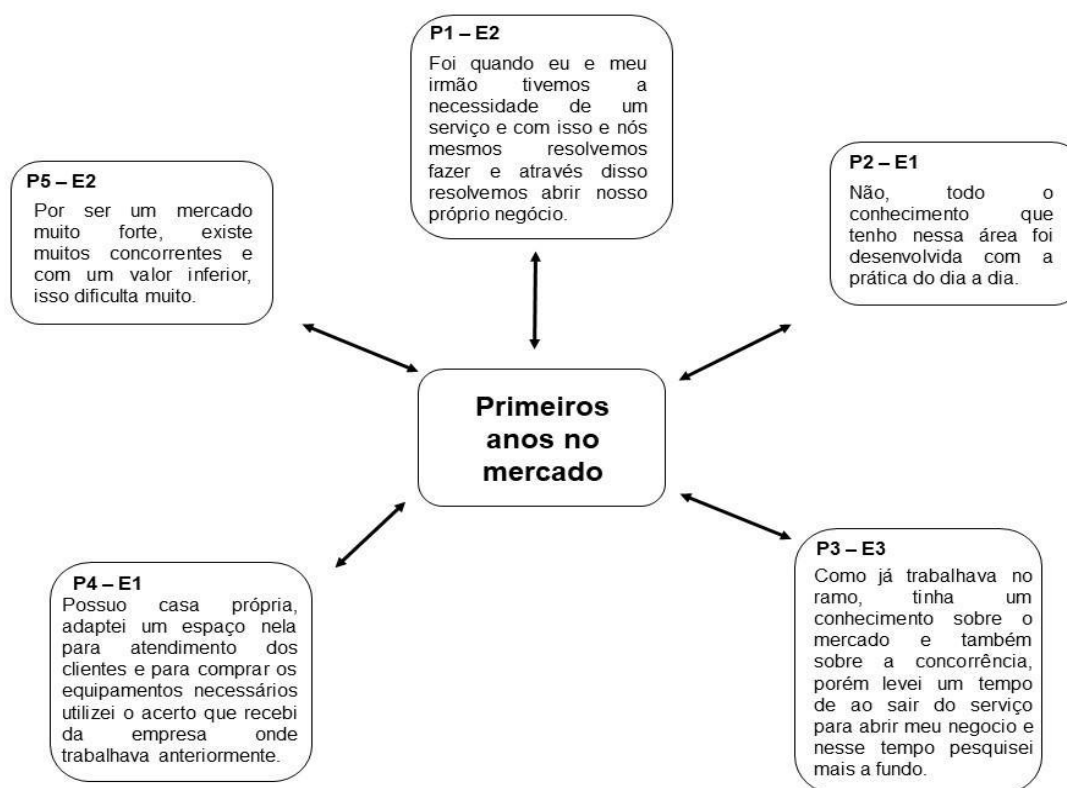 P1 – E2
Foi quando eu e meu
irmão tivemos a
necessidade de um
serviço e com isso e nós
mesmos resolvemos
fazer e através disso
resolvemos abrir nosso
próprio negócio.
P2 – E1
Não, todo o
conhecimento que
tenho nessa área foi
desenvolvida com a
prática do dia a dia.
P5 – E2
Por ser um mercado
muito forte, existe
muitos concorrentes e
com um valor inferior,
isso dificulta muito.
Primeiros
anos no
mercado
P3 – E3
Como já trabalhava no
ramo, tinha um
conhecimento sobre o
mercado e também
sobre a concorrência,
porém levei um tempo
de ao sair do serviço
para abrir meu negocio e
nesse tempo pesquisei
mais a fundo.
P4 – E1
Possuo casa própria,
adaptei um espaço nela
para atendimento dos
clientes e para comprar os
equipamentos necessários
utilizei o acerto que recebi
da empresa onde
trabalhava anteriormente.